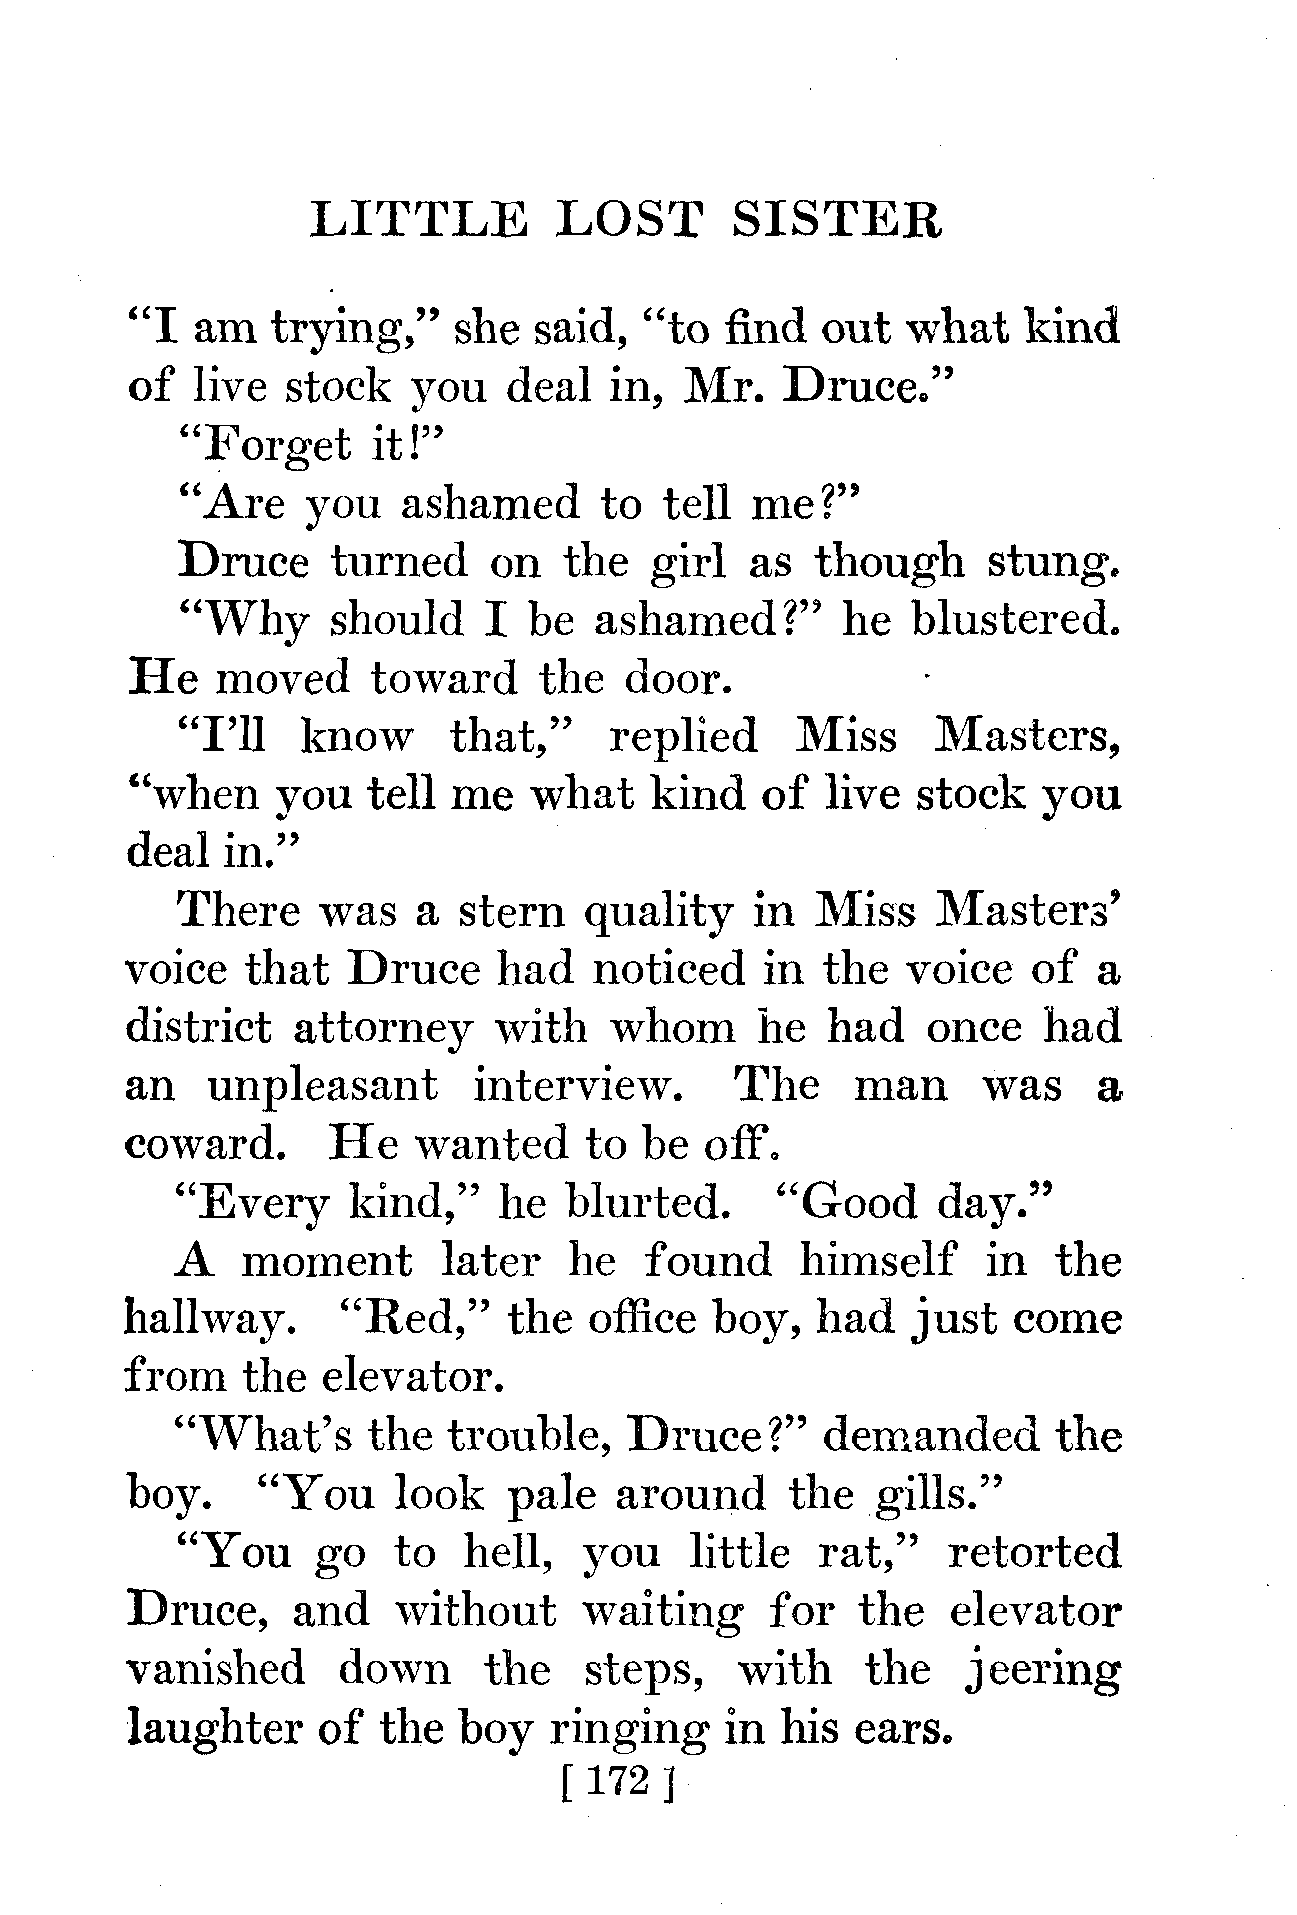 LITTLE LOST SISTER
“I am trying,” she said, “to find out what kind
of live stock you deal in, Mr. Druce.”
“Forget it!”
“Are you ashamed to tell me?”
Druce turned on the girl as though stung.
“Why should I be ashamed?” he blustered.
He moved toward the door.
“I’ll know that,” replied Miss Masters,
“when you tell me what kind of live stock you
deal in.”
There was a stern quality in Miss Masters’
voice that Druce had noticed in the voice of a
district attorney with whom he had once had
an unpleasant interview. The man was a
coward. He wanted to be off.
“Every kind,” he blurted. “Good day.”
A moment later he found himself in the
hallway. “Red,” the office boy, had just come
from the elevator.
“What’s the trouble, Druce?” demanded the
boy. “You look pale around the gills.”
“You go to hell, you little rat,” retorted
Druce, and without waiting for the elevator
vanished down the steps, with the jeering
laughter of the boy ringing in his ears.
[ 172 ]